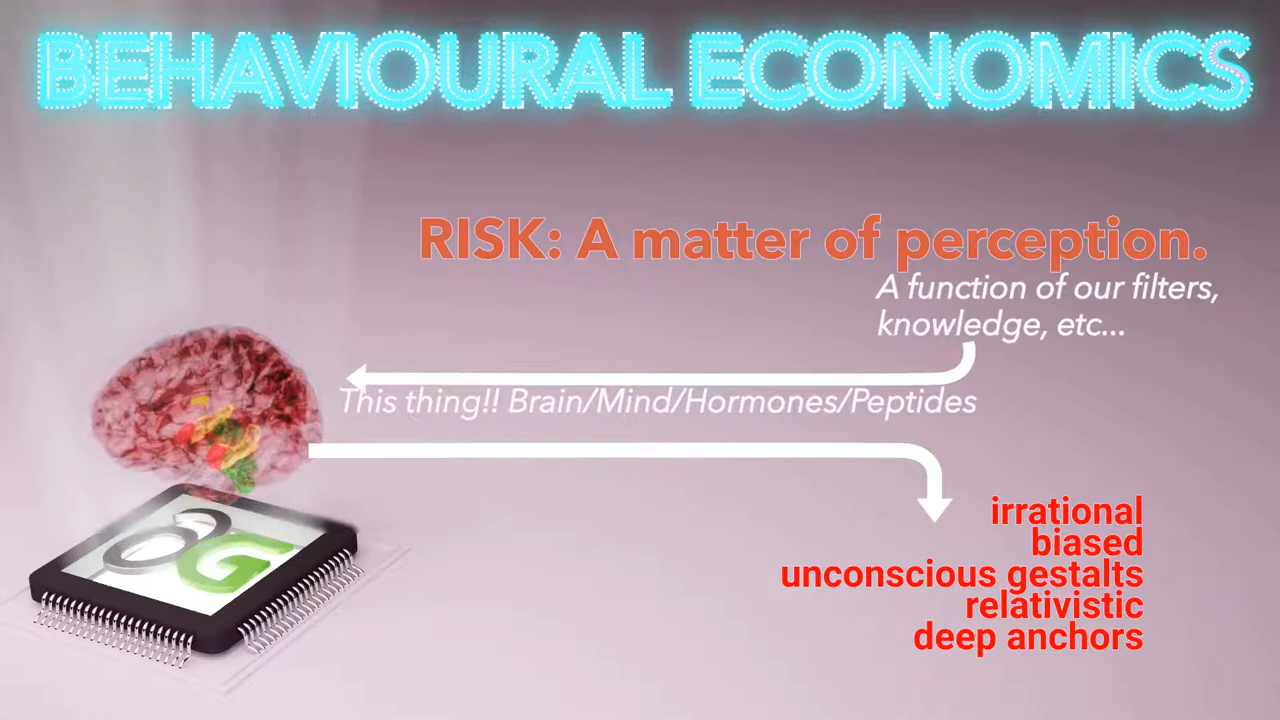 BEHAVIOURAL ECONOMICS
RISK: A matter of perception.
A function of our filters,
knowledge, etc...
This thing!! Brain/Mind/Hormones/Peptides
irrational
biased
unconscious gestalts
relativistic
deep anchors